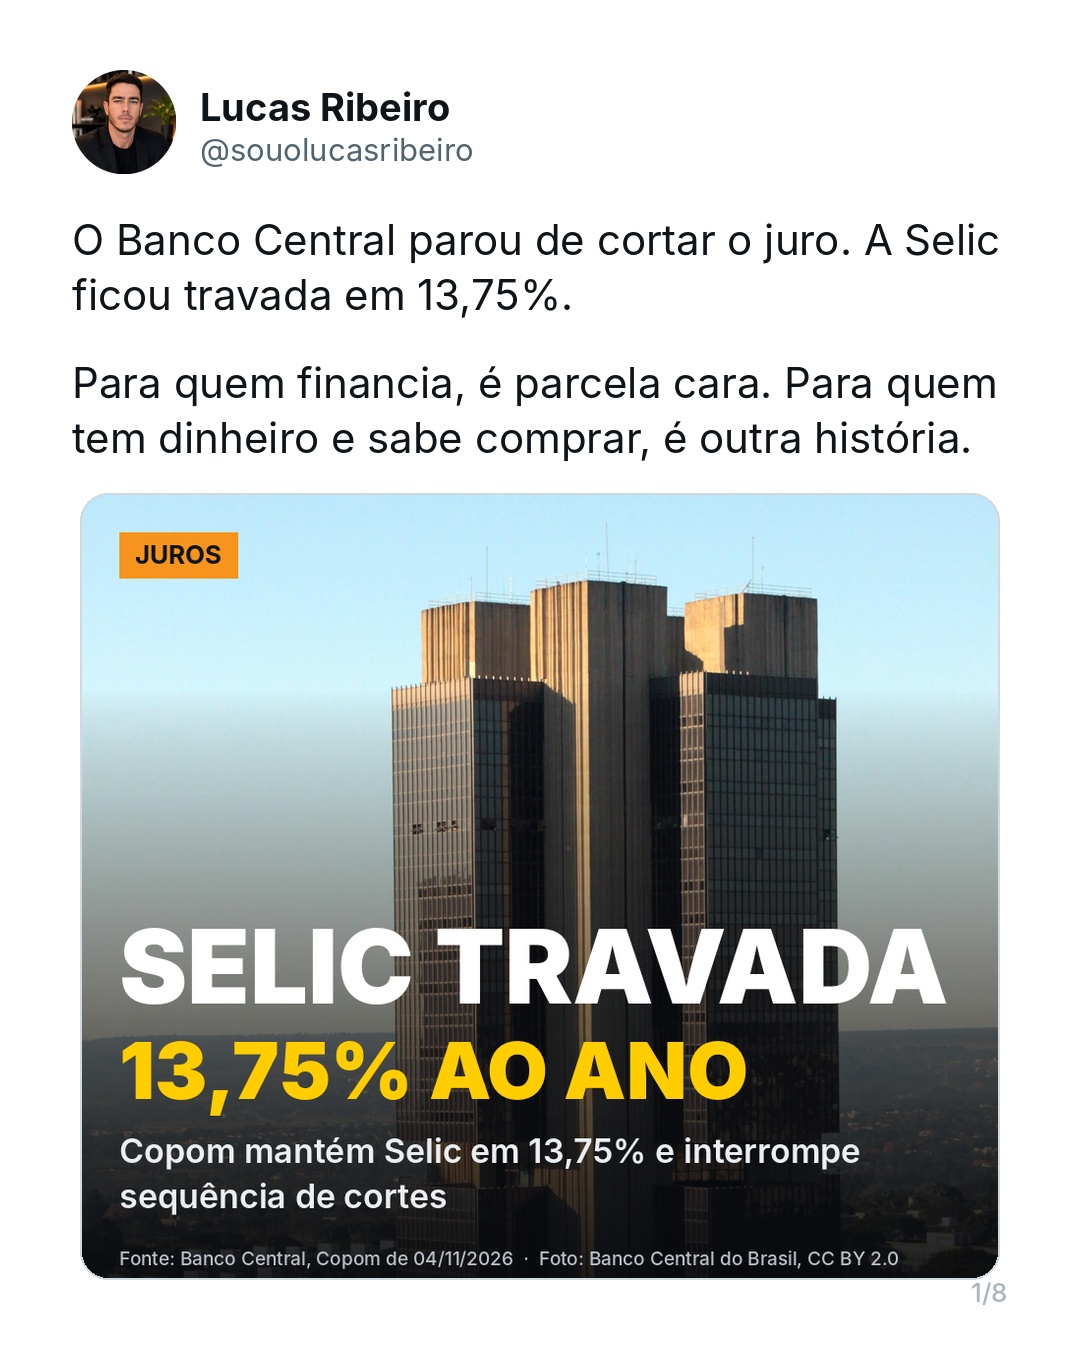 Lucas Ribeiro
@souolucasribeiro
O Banco Central parou de cortar o juro. A Selic
ficou travada em 13,75%.
Para quem financia, é parcela cara. Para quem
tem dinheiro e sabe comprar, é outra história.
JUROS
SELIC TRAVADA
13,75% AO ANO
Copom mantém Selic em 13,75% e interrompe
sequência de cortes
Fonte: Banco Central, Copom de 04/11/2026 · Foto: Banco Central do Brasil, CC BY 2.0
1/8